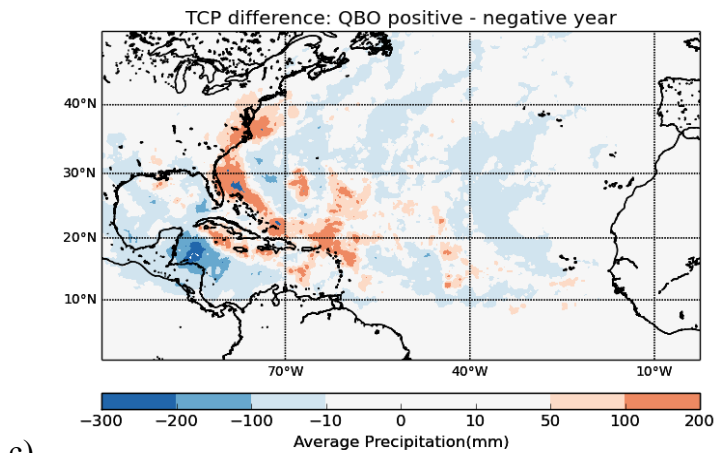 TCP difference: QBO positive - negative year
40°N
30°N
20°N
10°N
70°W 40°W 10°W
−300 −200 −100 −10 0 10 50 100 200
Average Precipitation(mm)
c)